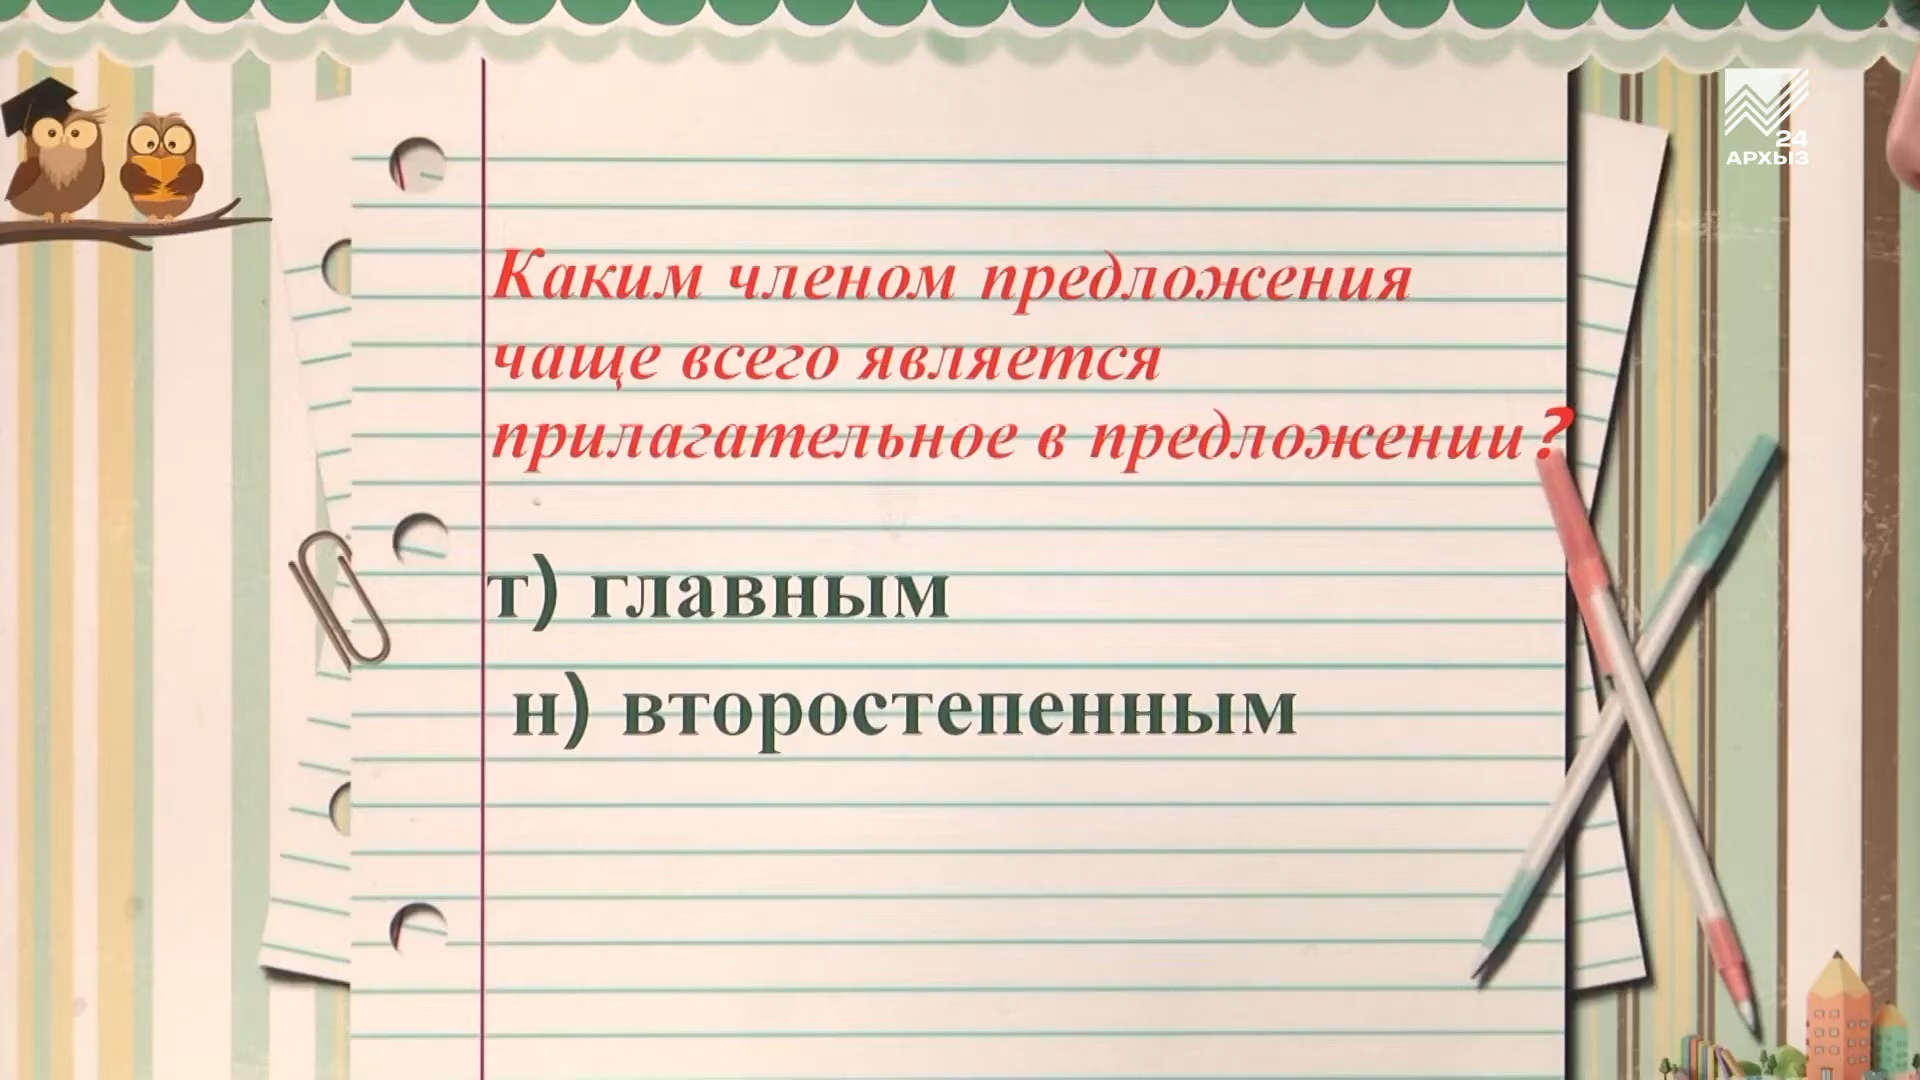 24
АРХЫЗ
Каким членом предложения
чаще всего является
прилагательное в предложении?
т) главным
н) второстепенным